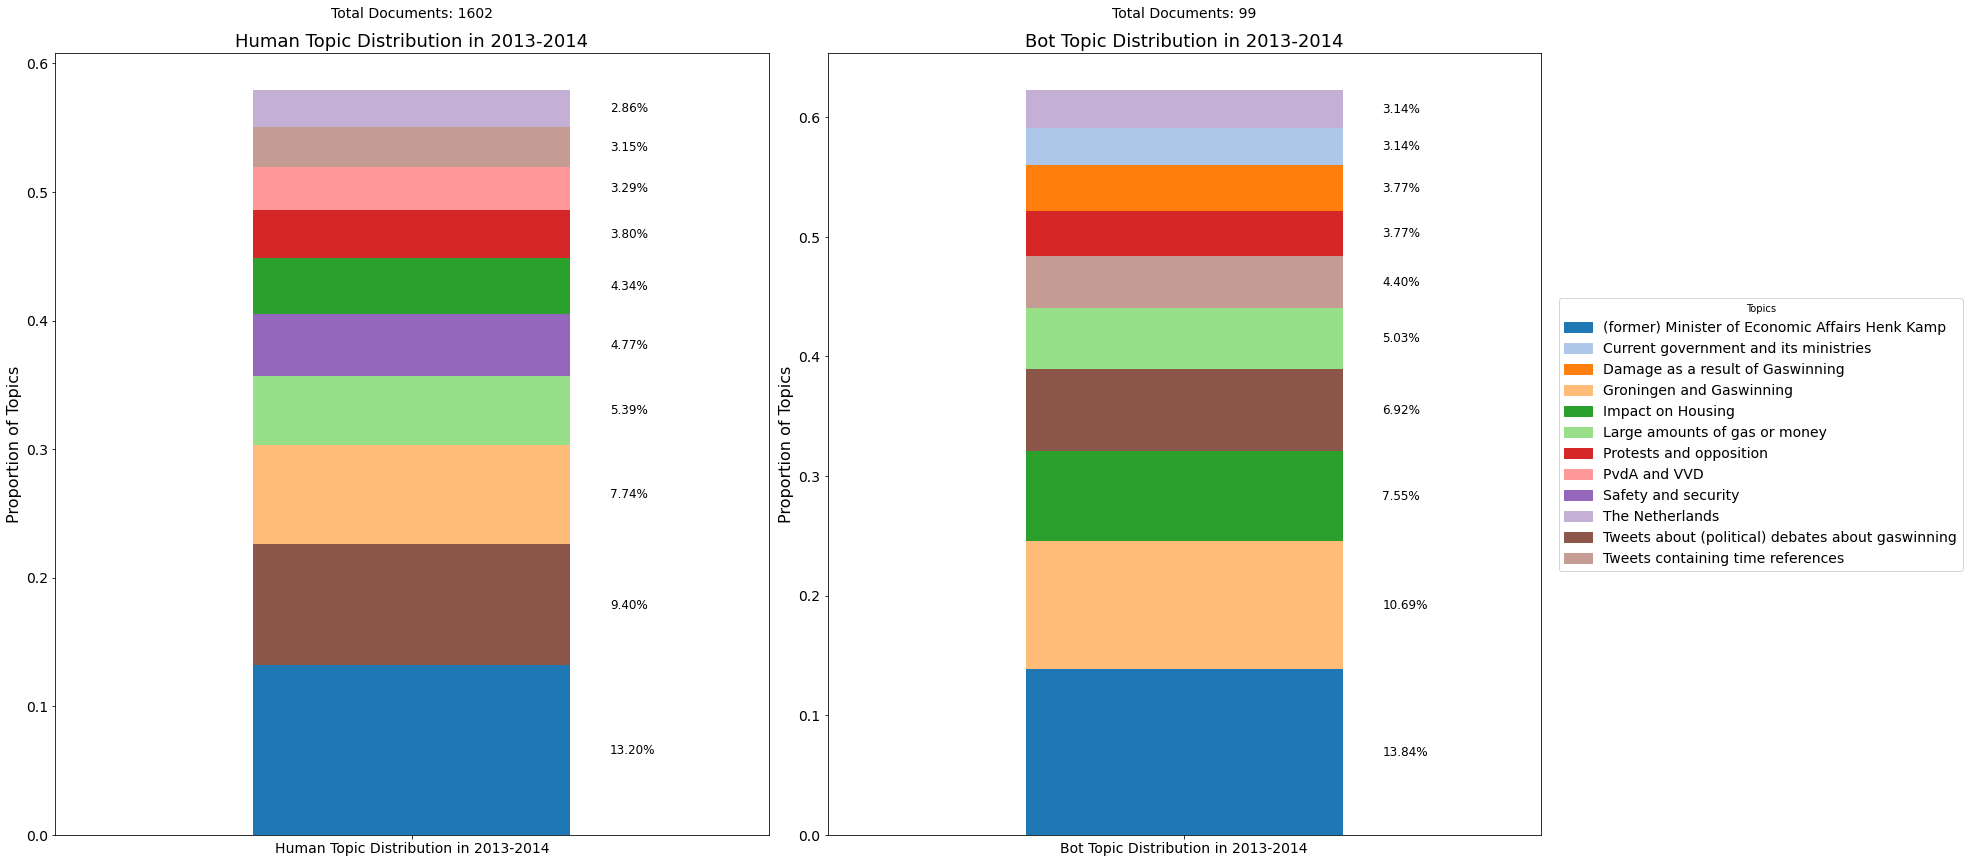 Total Documents: 1602
Human Topic Distribution in 2013-2014
Proportion of Topics
0.6
0.5
0.4
0.3
0.2
0.1
0.0
2.86%
3.15%
3.29%
3.80%
4.34%
4.77%
5.39%
7.74%
9.40%
13.20%
Human Topic Distribution in 2013-2014
Total Documents: 99
Bot Topic Distribution in 2013-2014
Proportion of Topics
0.6
0.5
0.4
0.3
0.2
0.1
0.0
3.14%
3.14%
3.77%
3.77%
4.40%
5.03%
6.92%
7.55%
10.69%
13.84%
Bot Topic Distribution in 2013-2014
Topics
(former) Minister of Economic Affairs Henk Kamp
Current government and its ministries
Damage as a result of Gaswinning
Groningen and Gaswinning
Impact on Housing
Large amounts of gas or money
Protests and opposition
PvdA and VVD
Safety and security
The Netherlands
Tweets about (political) debates about gaswinning
Tweets containing time references